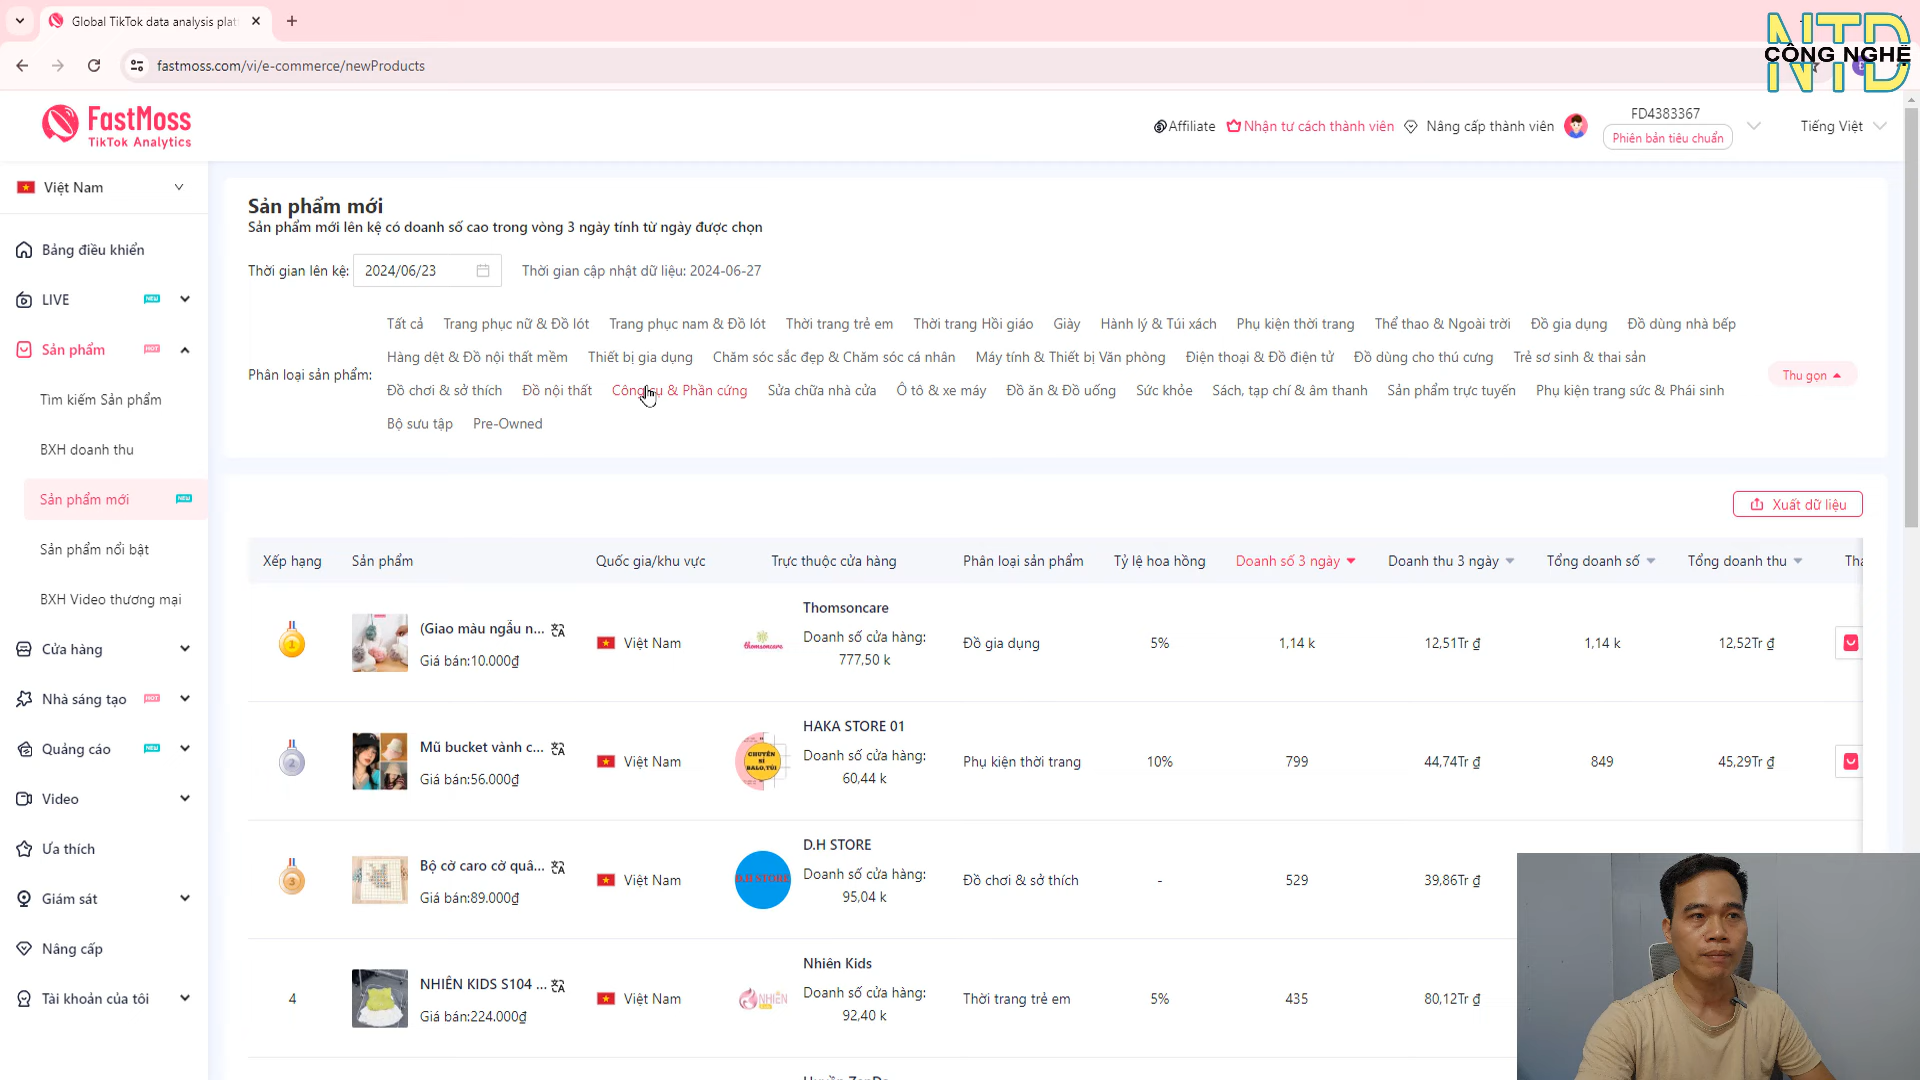 Global TikTok data analysis plat
NTD
CÔNG NGHỆ
fastmoss.com/vi/e-commerce/newProducts
FastMoss
TikTok Analytics
Affiliate
Nhận tư cách thành viên
Nâng cấp thành viên
FD4383367
Phiên bản tiêu chuẩn
Tiếng Việt
Việt Nam
Bảng điều khiển
LIVE NEW
Sản phẩm HOT
Tìm kiếm Sản phẩm
BXH doanh thu
Sản phẩm mới NEW
Sản phẩm nổi bật
BXH Video thương mại
Cửa hàng
Nhà sáng tạo HOT
Quảng cáo NEW
Video
Ưa thích
Giám sát
Nâng cấp
Tài khoản của tôi
Sản phẩm mới
Sản phẩm mới lên kệ có doanh số cao trong vòng 3 ngày tính từ ngày được chọn
Thời gian lên kệ: 2024/06/23 Thời gian cập nhật dữ liệu: 2024-06-27
Phân loại sản phẩm:
Tất cả Trang phục nữ & Đồ lót Trang phục nam & Đồ lót Thời trang trẻ em Thời trang Hồi giáo Giày Hành lý & Túi xách Phụ kiện thời trang Thể thao & Ngoài trời Đồ gia dụng Đồ dùng nhà bếp
Hàng dệt & Đồ nội thất mềm Thiết bị gia dụng Chăm sóc sắc đẹp & Chăm sóc cá nhân Máy tính & Thiết bị Văn phòng Điện thoại & Đồ điện tử Đồ dùng cho thú cưng Trẻ sơ sinh & thai sản
Đồ chơi & sở thích Đồ nội thất Công cụ & Phần cứng Sửa chữa nhà cửa Ô tô & xe máy Đồ ăn & Đồ uống Sức khỏe Sách, tạp chí & âm thanh Sản phẩm trực tuyến Phụ kiện trang sức & Phái sinh
Bộ sưu tập Pre-Owned
Thu gọn
Xuất dữ liệu
Xếp hạng Sản phẩm Quốc gia/khu vực Trực thuộc cửa hàng Phân loại sản phẩm Tỷ lệ hoa hồng Doanh số 3 ngày Doanh thu 3 ngày Tổng doanh số Tổng doanh thu
1
(Giao màu ngẫu n...
Giá bán:10.000₫
Việt Nam
thomsoncare
Thomsoncare
Doanh số cửa hàng:
777,50 k
Đồ gia dụng 5% 1,14 k 12,51Tr ₫ 1,14 k 12,52Tr ₫
2
Mũ bucket vành c...
Giá bán:56.000₫
Việt Nam
CHUYÊN
SỈ
BALO,TÚI
HAKA STORE 01
Doanh số cửa hàng:
60,44 k
Phụ kiện thời trang 10% 799 44,74Tr ₫ 849 45,29Tr ₫
3
Bộ cờ caro cờ quâ...
Giá bán:89.000₫
Việt Nam
D.H STORE
D.H STORE
Doanh số cửa hàng:
95,04 k
Đồ chơi & sở thích - 529 39,86Tr ₫
4
NHIÊN KIDS S104 ...
Giá bán:224.000₫
Việt Nam
NHIÊN
Nhiên Kids
Doanh số cửa hàng:
92,40 k
Thời trang trẻ em 5% 435 80,12Tr ₫